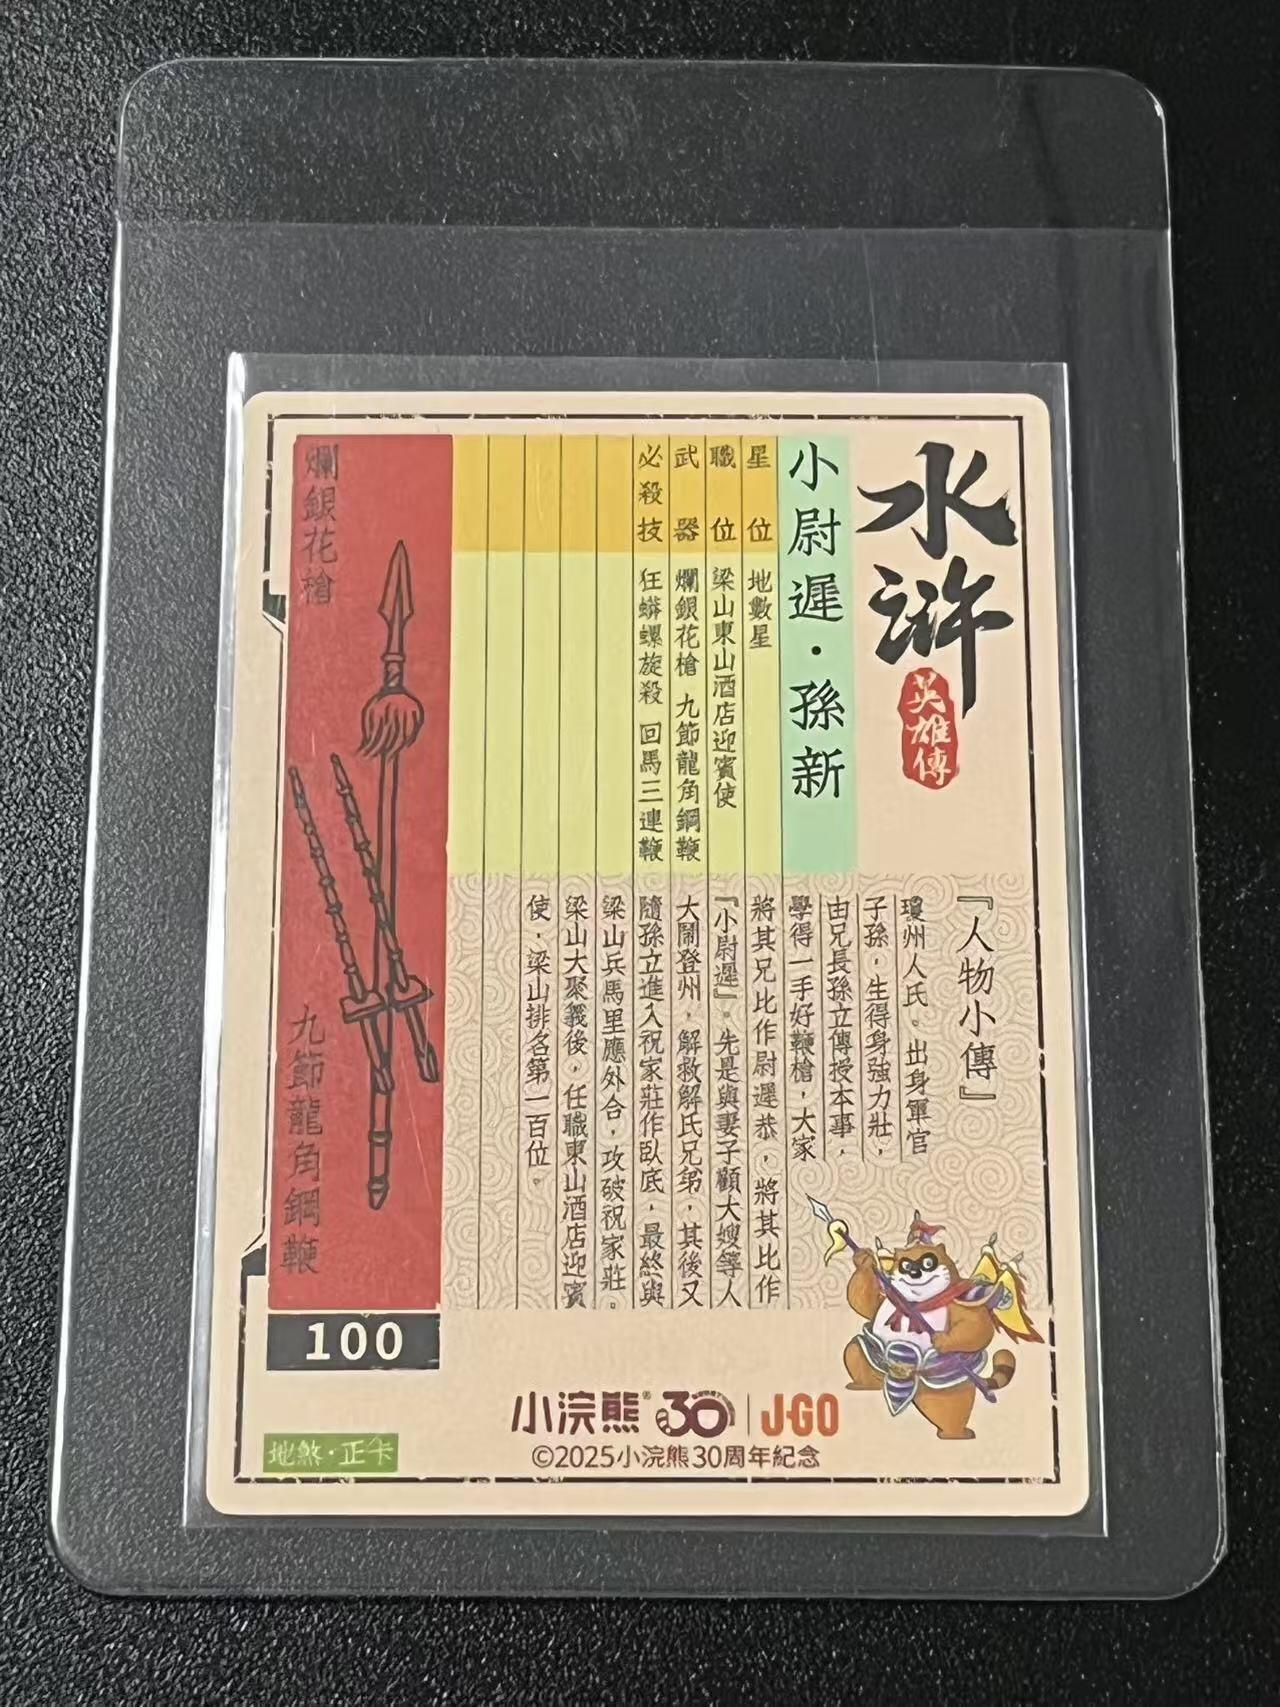 水滸
英雄傳
小尉遲·孫新
星位 地數星
職位 梁山東山酒店迎賓使
武器 爛銀花槍 九節龍角鋼鞭
必殺技 狂蟒螺旋殺 回馬三連鞭
『人物小傳』
瓊州人氏。出身軍官
子孫,生得身強力壯,
由兄長孫立傳授本事,
學得一手好鞭槍,大家
將其兄比作尉遲恭,將其比作
『小尉遲』。先是與妻子顧大嫂等人
大鬧登州,解救解氏兄弟,其後又
隨孫立進入祝家莊作臥底,最終與
梁山兵馬里應外合,攻破祝家莊。
梁山大聚義後,任職東山酒店迎賓
使,梁山排名第一百位。
爛銀花槍
九節龍角鋼鞭
100
小浣熊® 30 J·GO
©2025小浣熊30周年紀念
地煞·正卡